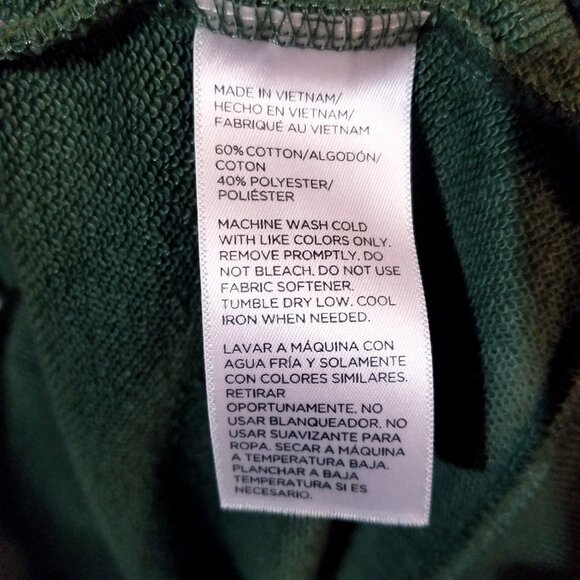 MADE IN VIETNAM/
HECHO EN VIETNAM/
FABRIQUÉ AU VIETNAM
60% COTTON/ALGODÓN/
COTON
40% POLYESTER/
POLIÉSTER
MACHINE WASH COLD
WITH LIKE COLORS ONLY.
REMOVE PROMPTLY. DO
NOT BLEACH. DO NOT USE
FABRIC SOFTENER.
TUMBLE DRY LOW. COOL
IRON WHEN NEEDED.
LAVAR A MÁQUINA CON
AGUA FRÍA Y SOLAMENTE
CON COLORES SIMILARES.
RETIRAR
OPORTUNAMENTE. NO
USAR BLANQUEADOR. NO
USAR SUAVIZANTE PARA
ROPA. SECAR A MÁQUINA
A TEMPERATURA BAJA.
PLANCHAR A BAJA
TEMPERATURA SI ES
NECESARIO.